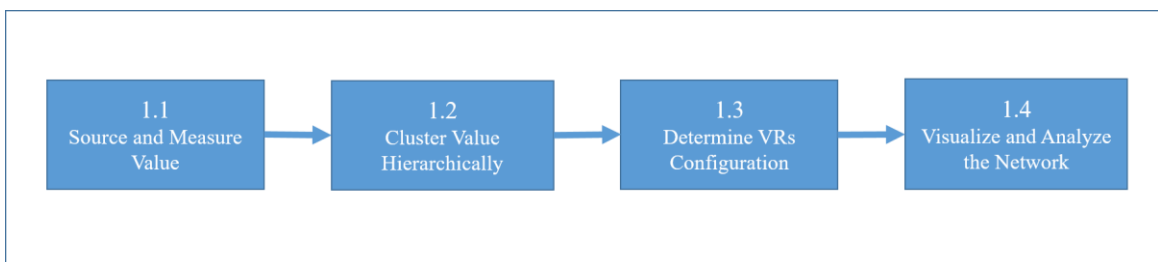 1.1
Source and Measure
Value
1.2
Cluster Value
Hierarchically
1.3
Determine VRs
Configuration
1.4
Visualize and Analyze
the Network